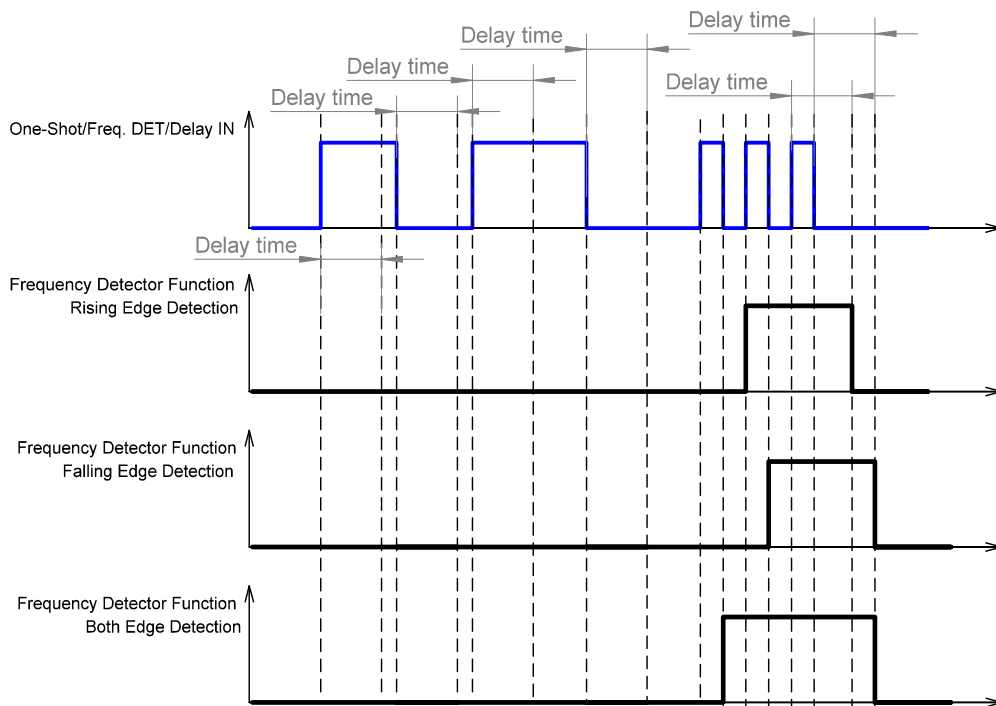 Delay time
Delay time
Delay time
Delay time
Delay time
One-Shot/Freq. DET/Delay IN
Delay time
Frequency Detector Function
Rising Edge Detection
Frequency Detector Function
Falling Edge Detection
Frequency Detector Function
Both Edge Detection